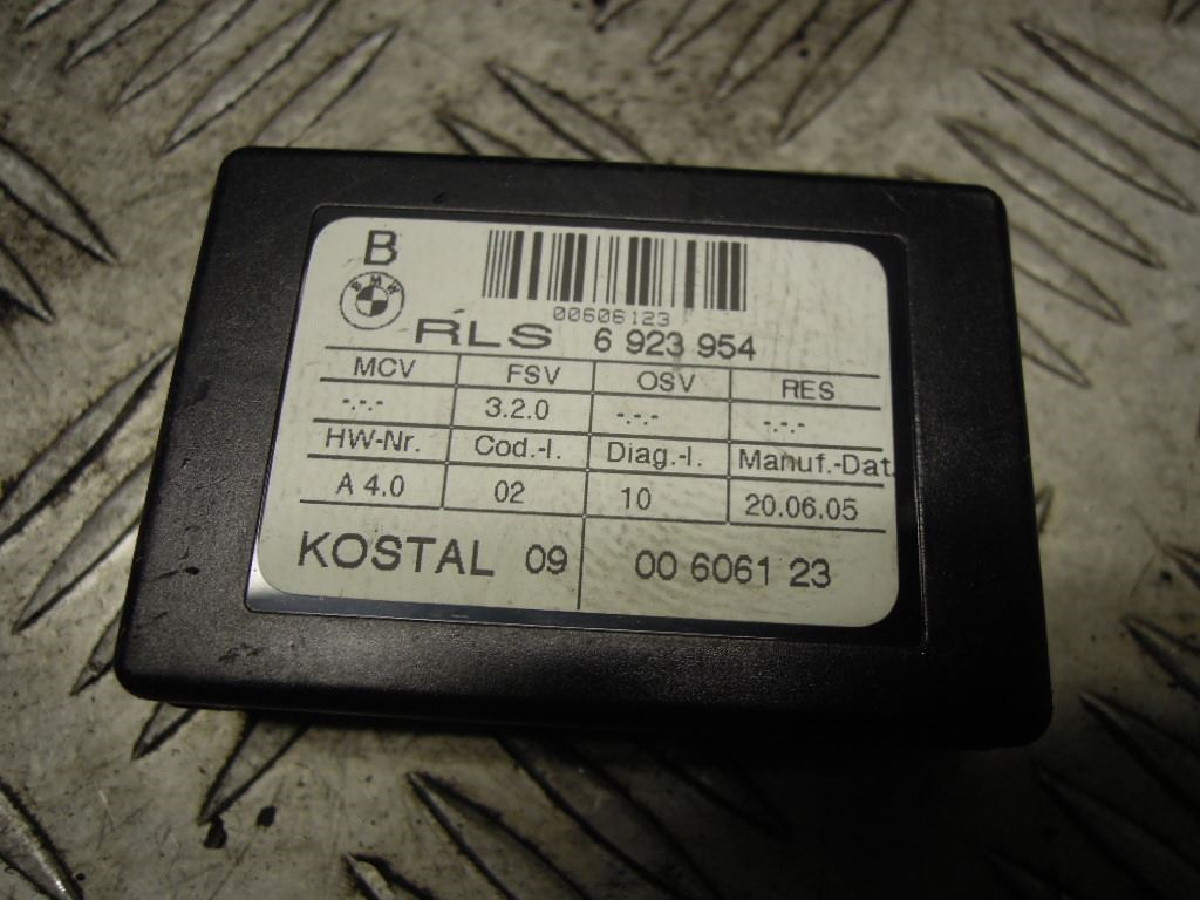 B
BMW
00606123
RLS 6 923 954
MCV FSV OSV RES
-.-.- 3.2.0 -.-.- -.-.-
HW-Nr. Cod.-I. Diag.-I. Manuf.-Dat.
A 4.0 02 10 20.06.05
KOSTAL 09 00 6061 23